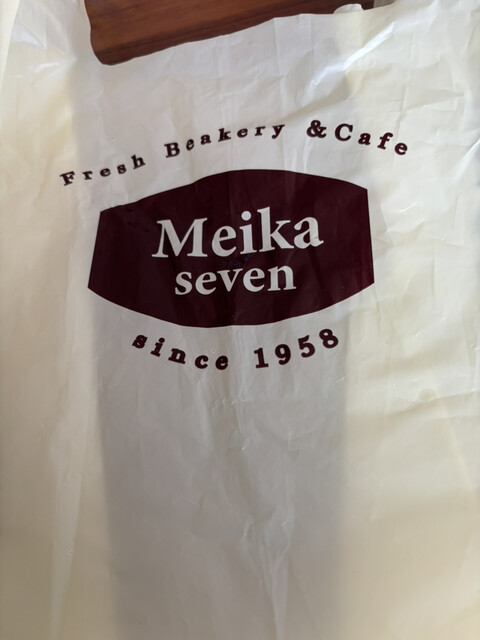 Fresh Beakery &Cafe
Meika
seven
since 1958